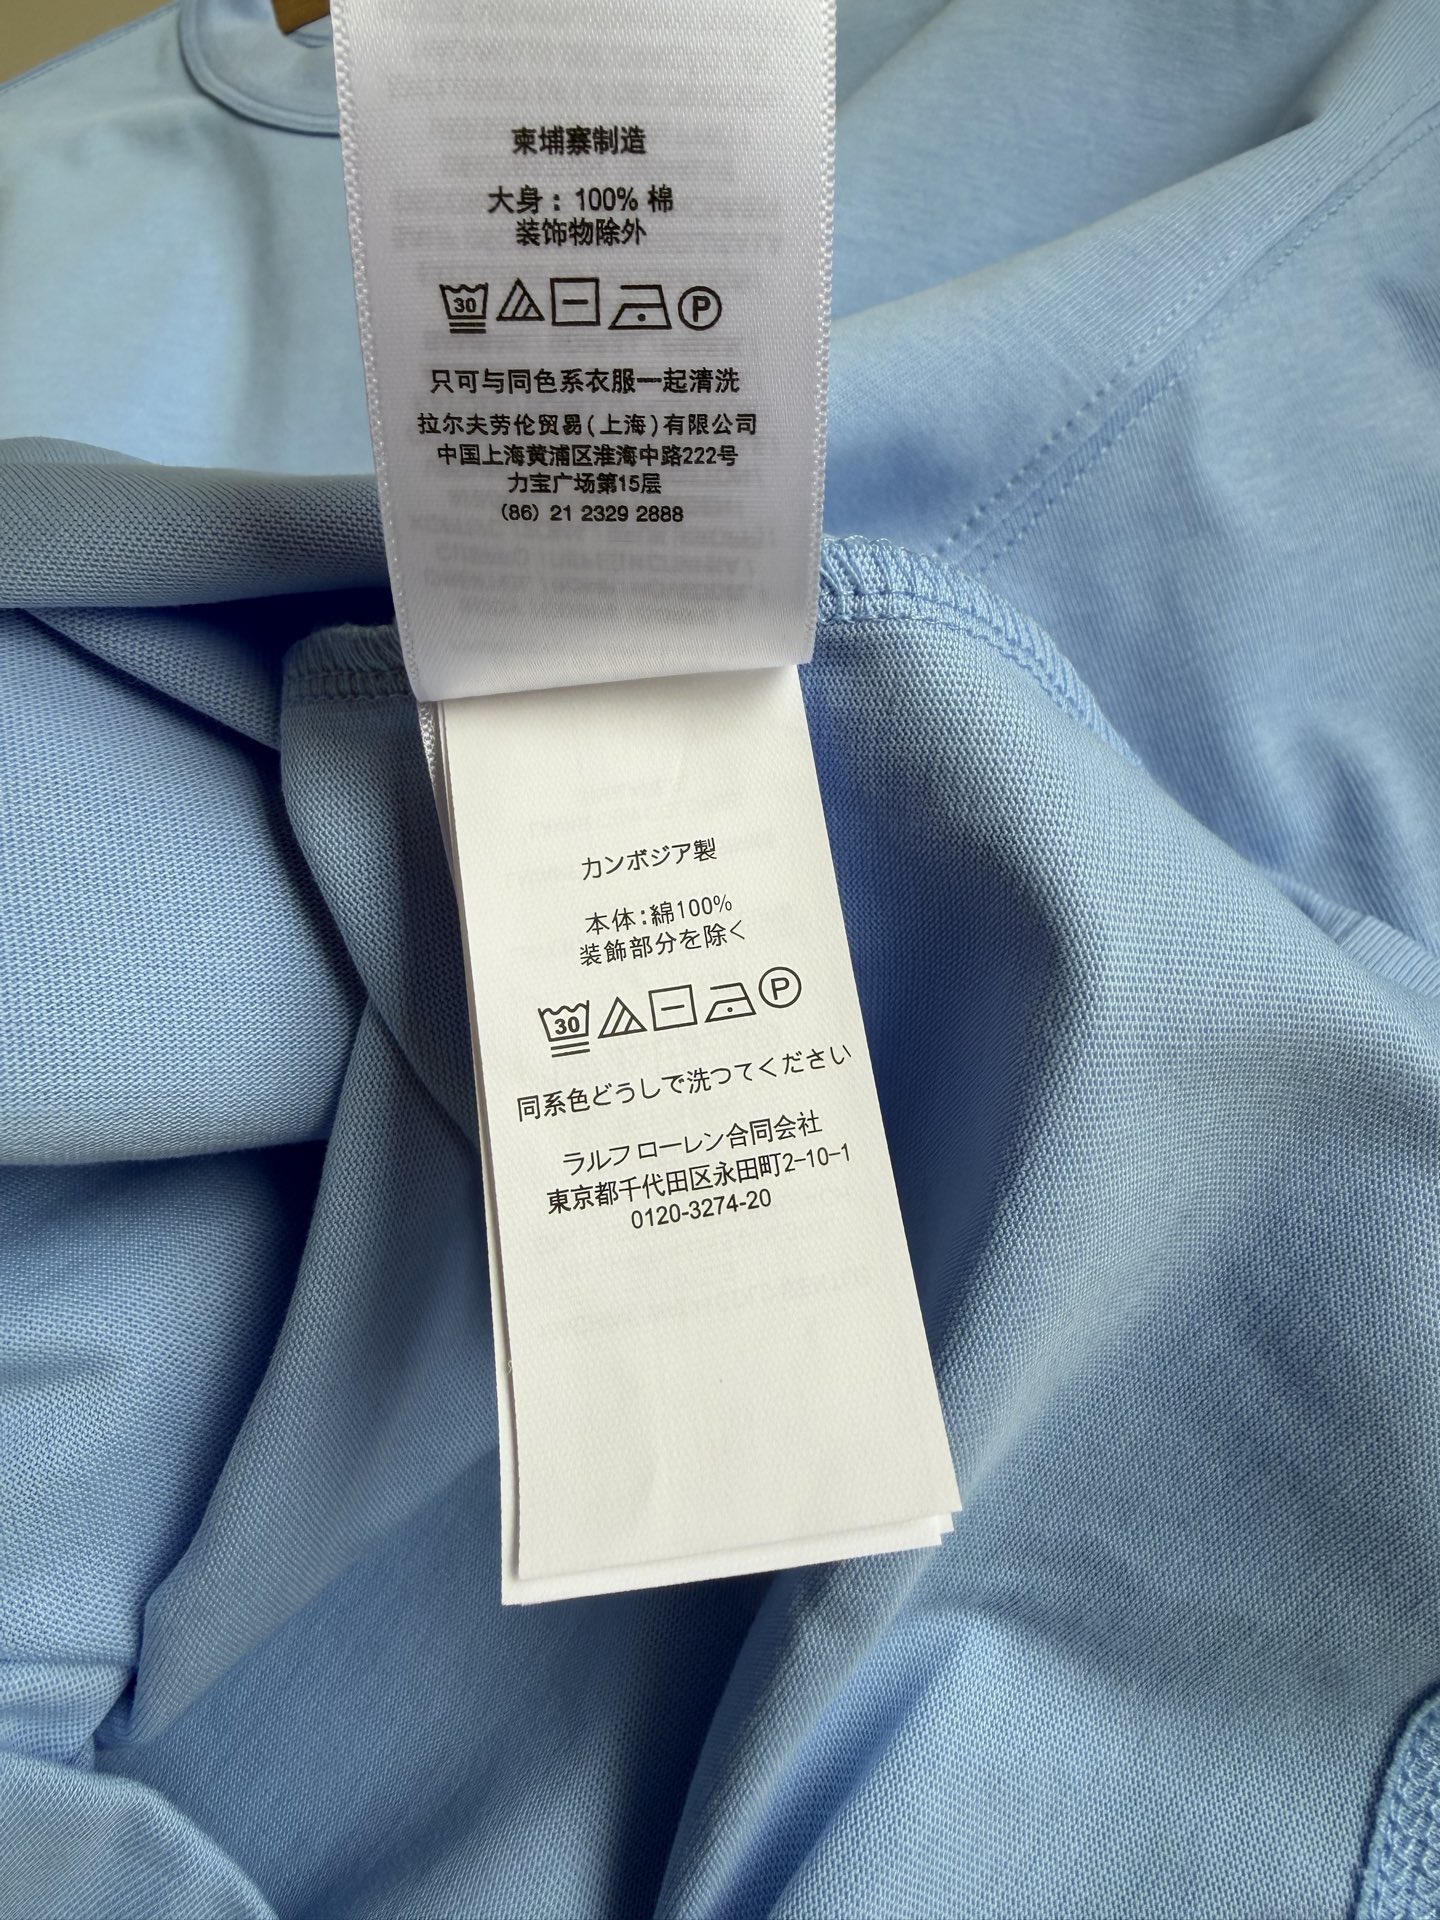 柬埔寨制造
大身：100% 棉
装饰物除外
30
P
只可与同色系衣服一起清洗
拉尔夫劳伦贸易(上海)有限公司
中国上海黄浦区淮海中路222号
力宝广场第15层
(86) 21 2329 2888
カンボジア製
本体:綿100%
装飾部分を除く
30
P
同系色どうしで洗つてください
ラルフ ローレン合同会社
東京都千代田区永田町2-10-1
0120-3274-20